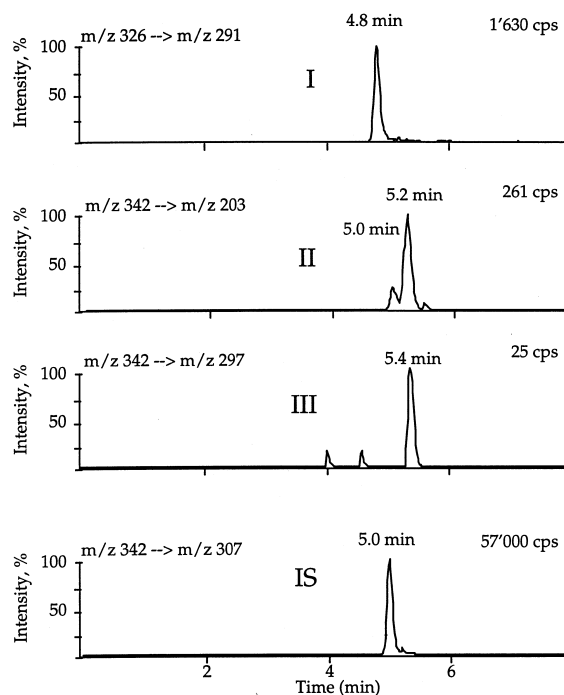 4.8 min
m/z 326 --> m/z 291
1'630 cps
Intensity, %
100
50
I
5.2 min
m/z 342 --> m/z 203
261 cps
5.0 min
Intensity, %
100
50
II
m/z 342 --> m/z 297
5.4 min
25 cps
Intensity, %
100
50
III
m/z 342 --> m/z 307
5.0 min
57'000 cps
Intensity, %
100
50
IS
2
4
6
Time (min)